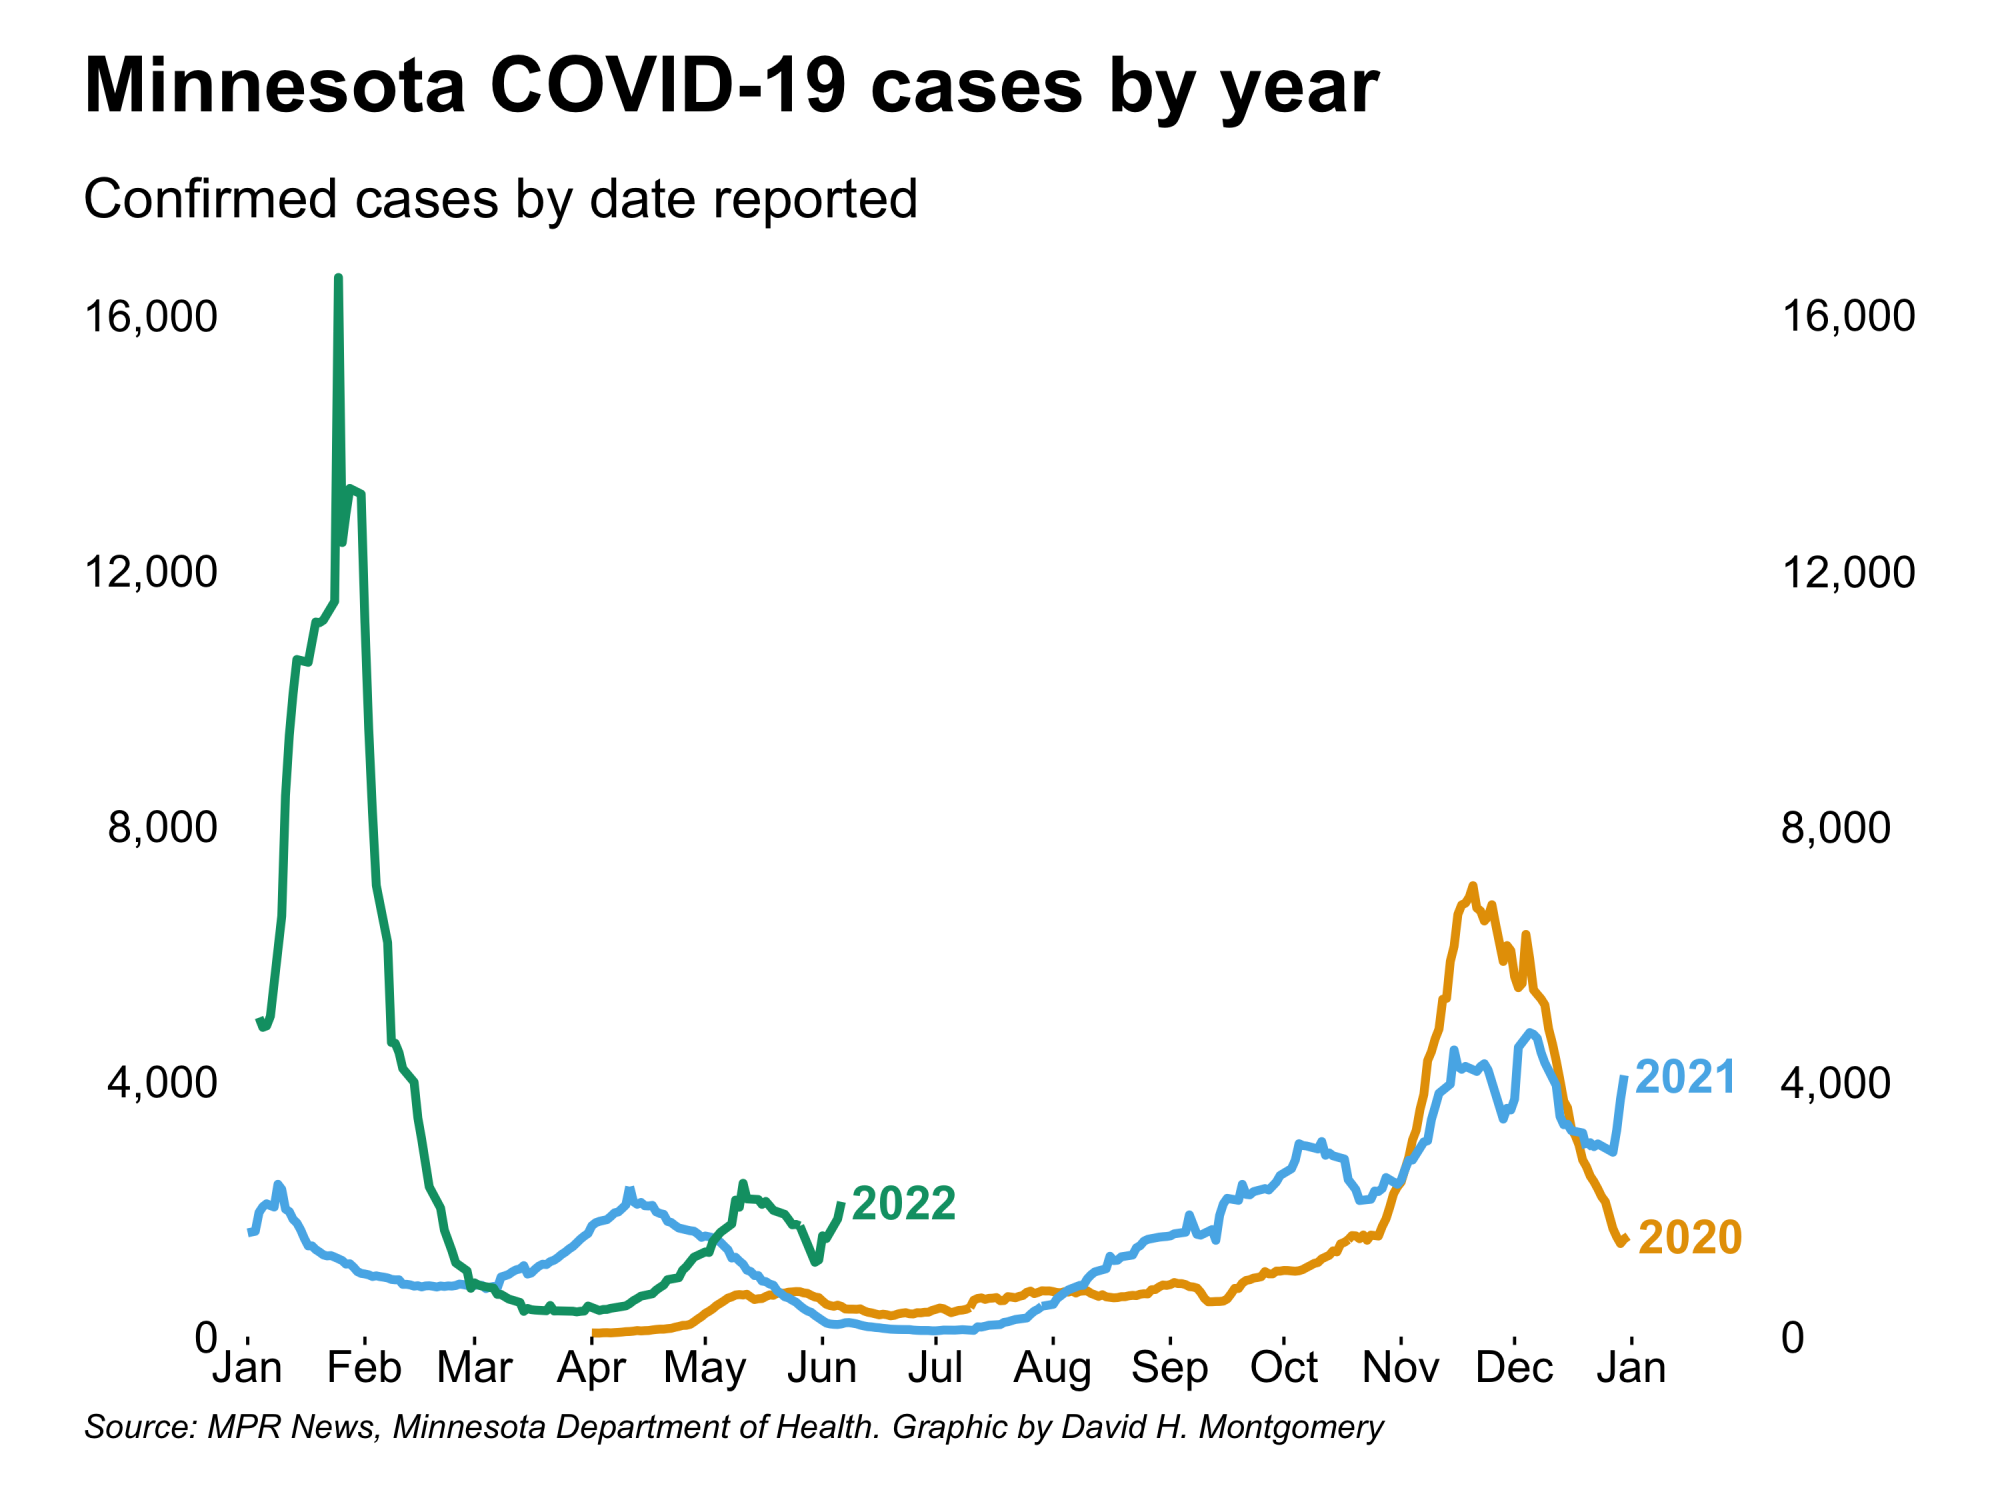 Minnesota COVID-19 cases by year
Confirmed cases by date reported
16,000 16,000
12,000 12,000
8,000 8,000
4,000 4,000
2021
2022
2020
0 0
Jan Feb Mar Apr May Jun Jul Aug Sep Oct Nov Dec Jan
Source: MPR News, Minnesota Department of Health. Graphic by David H. Montgomery